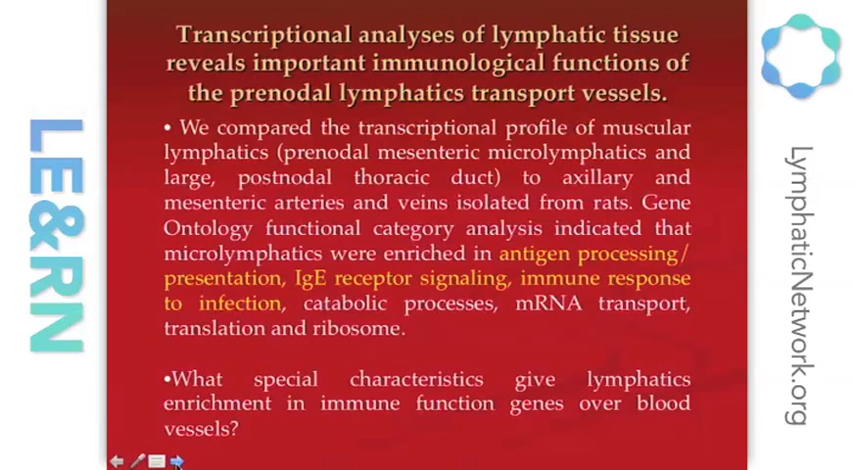 Transcriptional analyses of lymphatic tissue
reveals important immunological functions of
the prenodal lymphatics transport vessels.
• We compared the transcriptional profile of muscular
lymphatics (prenodal mesenteric microlymphatics and
large, postnodal thoracic duct) to axillary and
mesenteric arteries and veins isolated from rats. Gene
Ontology functional category analysis indicated that
microlymphatics were enriched in antigen processing/
presentation, IgE receptor signaling, immune response
to infection, catabolic processes, mRNA transport,
translation and ribosome.
•What special characteristics give lymphatics
enrichment in immune function genes over blood
vessels?
LE&RN
LymphaticNetwork.org